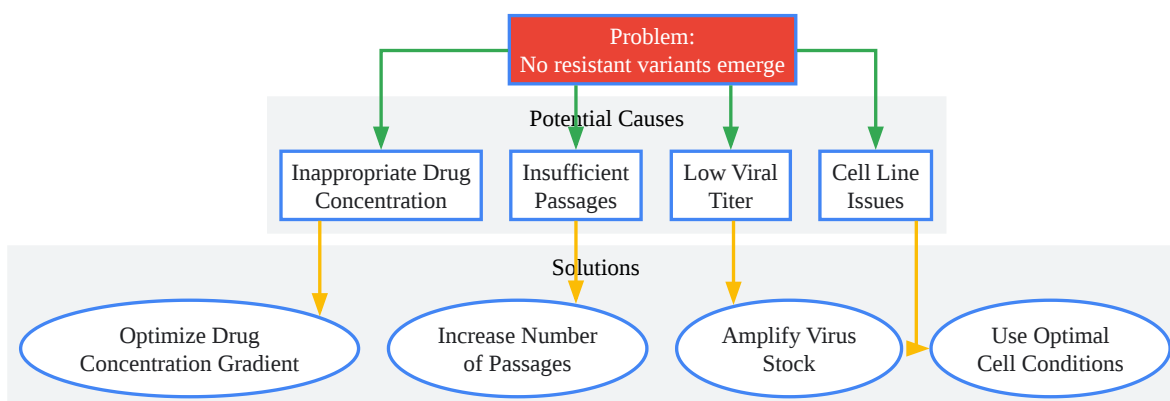 Problem:
No resistant variants emerge
Potential Causes
Inappropriate Drug
Concentration
Insufficient
Passages
Low Viral
Titer
Cell Line
Issues
Solutions
Optimize Drug
Concentration Gradient
Increase Number
of Passages
Amplify Virus
Stock
Use Optimal
Cell Conditions